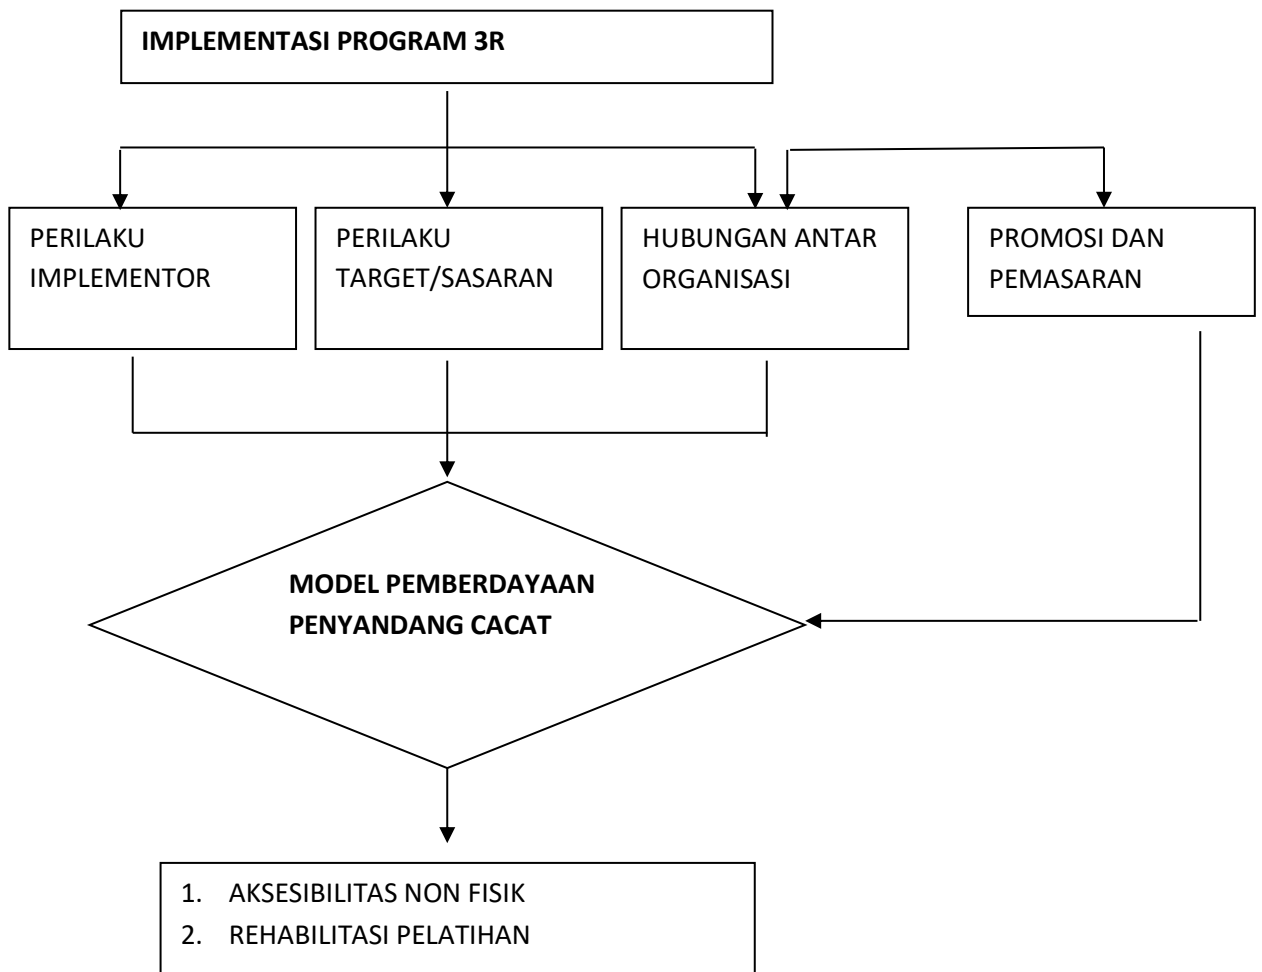 IMPLEMENTASI PROGRAM 3R
PERILAKU
IMPLEMENTOR
PERILAKU
TARGET/SASARAN
HUBUNGAN ANTAR
ORGANISASI
PROMOSI DAN
PEMASARAN
MODEL PEMBERDAYAAN
PENYANDANG CACAT
1. AKSESIBILITAS NON FISIK
2. REHABILITASI PELATIHAN